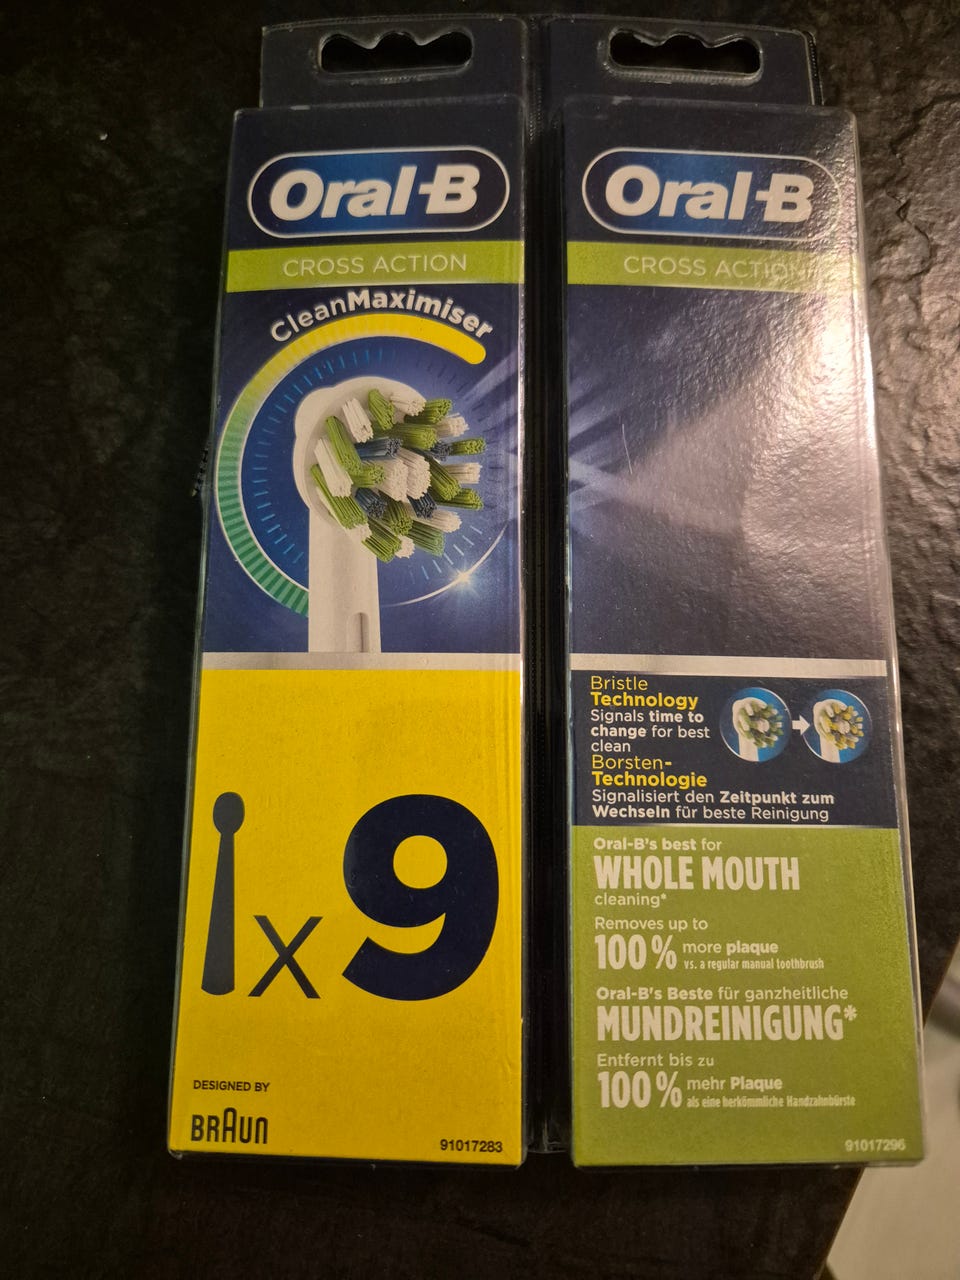 Oral-B
CROSS ACTION
CleanMaximiser
x9
DESIGNED BY
BRAUN
91017283
Oral-B
CROSS ACTION
Bristle
Technology
Signals time to
change for best
clean
Borsten-
Technologie
Signalisiert den Zeitpunkt zum
Wechseln für beste Reinigung
Oral-B's best for
WHOLE MOUTH
cleaning*
Removes up to
100% more plaque
vs. a regular manual toothbrush
Oral-B's Beste für ganzheitliche
MUNDREINIGUNG*
Entfernt bis zu
100% mehr Plaque
als eine herkömmliche Handzahnbürste
91017296